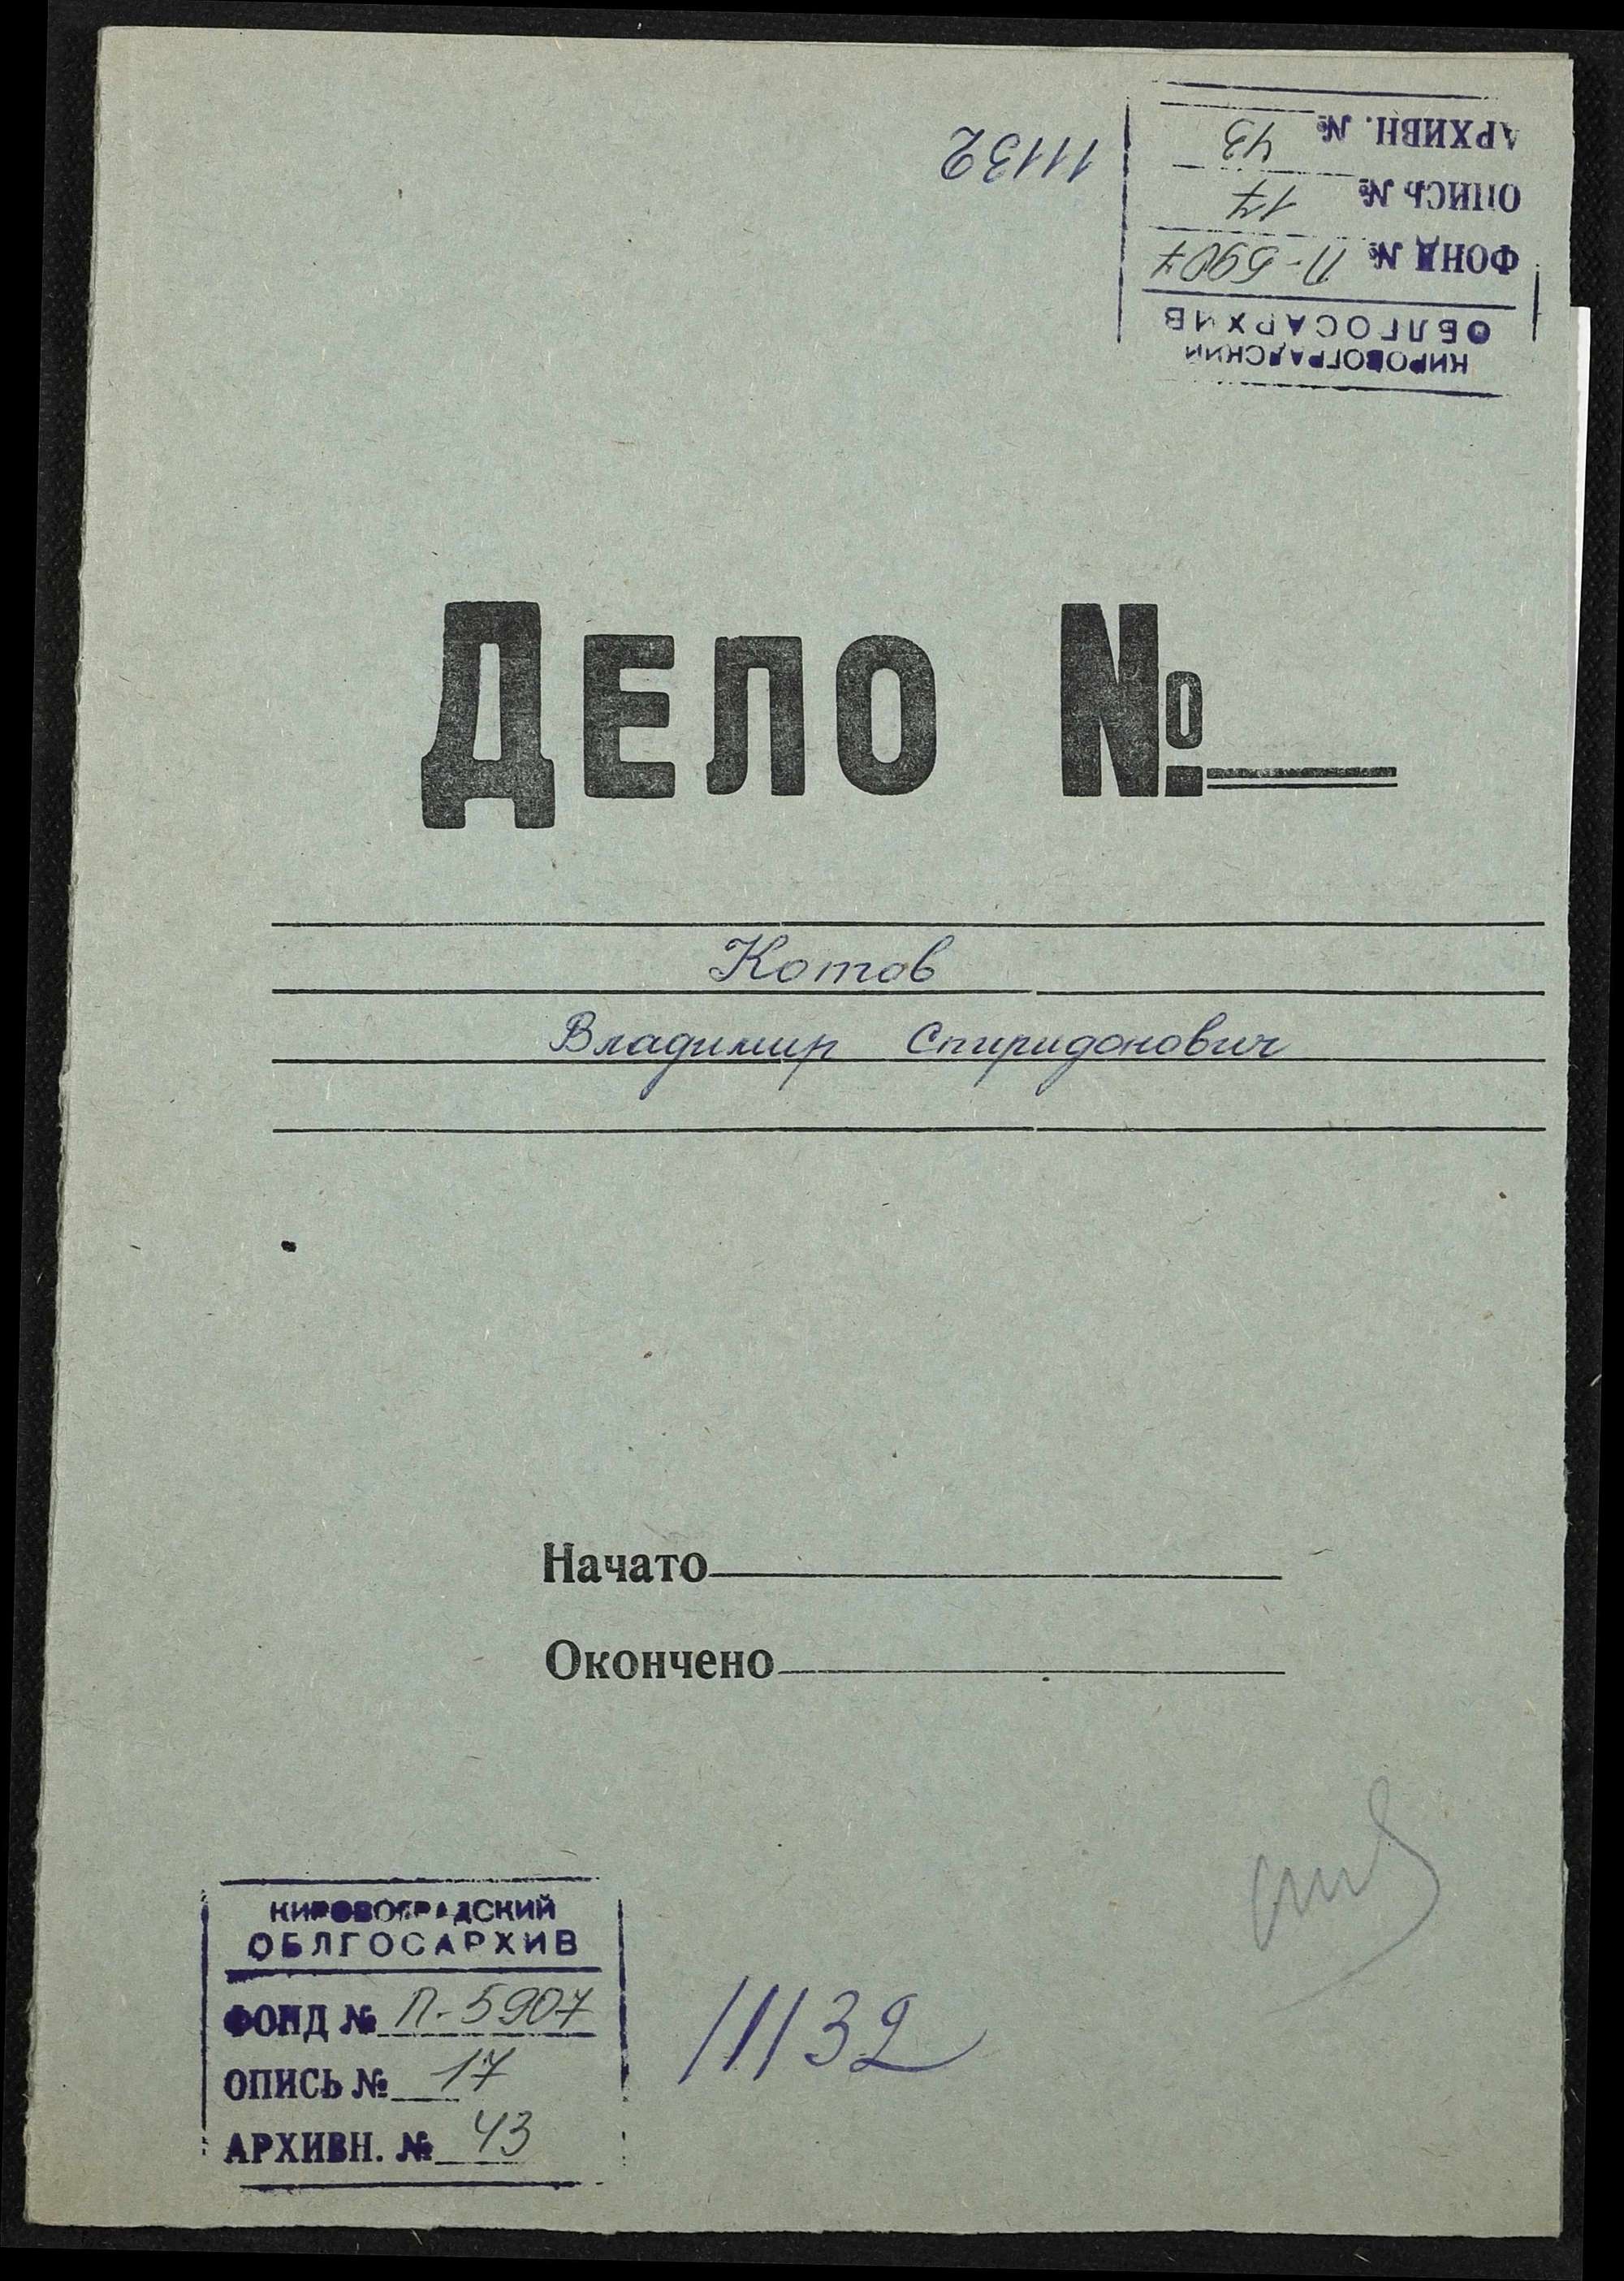 АРХИВН. № 43
ОПИСЬ № 17
ФОНД № П-5907
ОБЛГОСАРХИВ
КИРОВОГРАДСКИЙ
11132
ДЕЛО №
Котов
Владимир Спиридонович
Начато
Окончено
КИРОВОГРАДСКИЙ
ОБЛГОСАРХИВ
ФОНД № П-5907
ОПИСЬ № 17
АРХИВН. № 43
11132